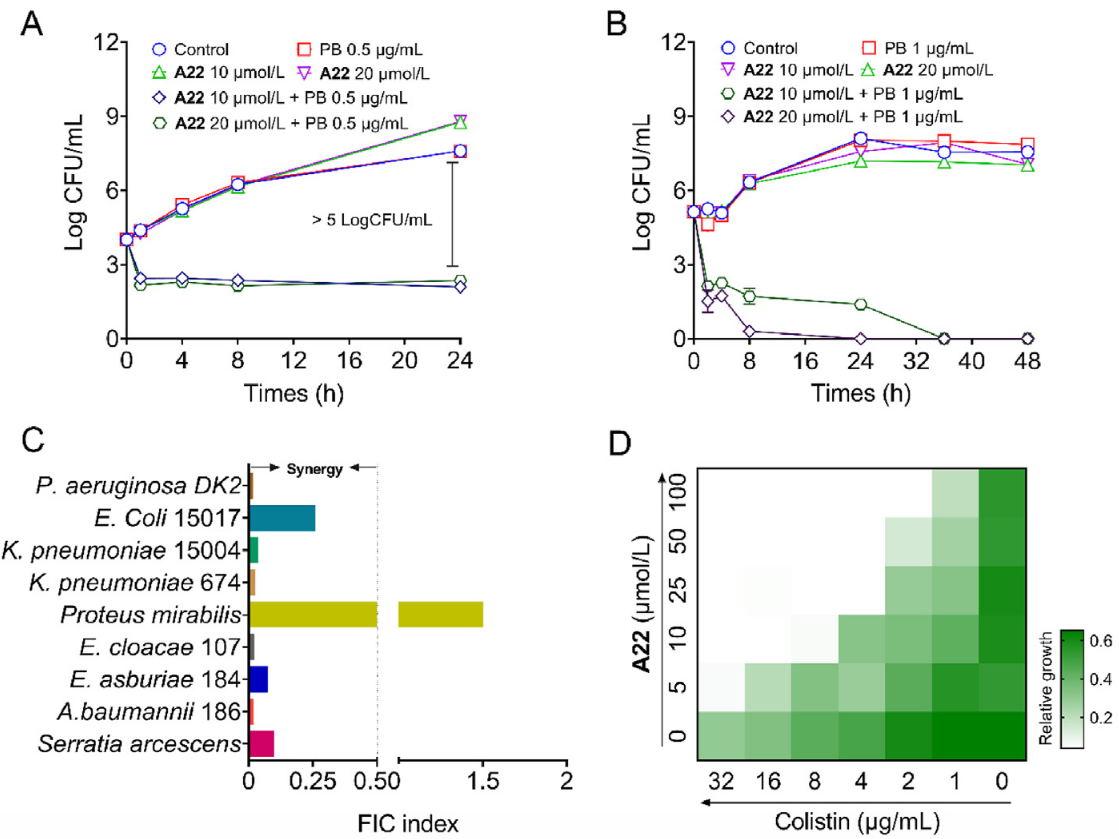 A
12
9
6
3
0
Log CFU/mL
Control
PB 0.5 µg/mL
A22 10 µmol/L
A22 20 µmol/L
A22 10 µmol/L + PB 0.5 µg/mL
A22 20 µmol/L + PB 0.5 µg/mL
> 5 LogCFU/mL
0 4 8 12 16 20 24
Times (h)
B
12
9
6
3
0
Log CFU/mL
Control
PB 1 µg/mL
A22 10 µmol/L
A22 20 µmol/L
A22 10 µmol/L + PB 1 µg/mL
A22 20 µmol/L + PB 1 µg/mL
0 8 16 24 32 40 48
Times (h)
C
Synergy
P. aeruginosa DK2
E. Coli 15017
K. pneumoniae 15004
K. pneumoniae 674
Proteus mirabilis
E. cloacae 107
E. asburiae 184
A.baumannii 186
Serratia arcescens
0 0.25 0.50 1 1.5 2
FIC index
D
A22 (µmol/L)
100
50
25
10
5
0
32 16 8 4 2 1 0
Colistin (µg/mL)
Relative growth
0.6
0.4
0.2